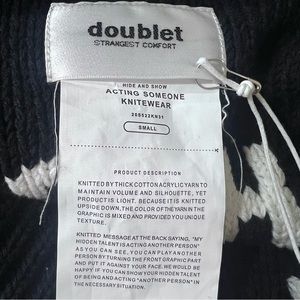 doublet
STRANGEST COMFORT
HIDE AND SHOW
ACTING SOMEONE
KNITWEAR
20SS22KN31
SMALL
PRODUCT DESCRIPTION
KNITTED BY THICK COTTON ACRYLIC YARN TO
MAINTAIN VOLUME AND SILHOUETTE, YET
PRODUCT IS LIGHT. BECAUSE IT IS KNITTED
UPSIDE DOWN, THE COLOR OF THE YARN IN THE
GRAPHIC IS MIXED AND PROVIDED YOU UNIQUE
TEXT.
KNITTED MESSAGE AT THE BACK SAYING, "MY
HIDDEN TALENT IS ACTING ANOTHER PERSON"
AS YOU CAN SEE, YOU CAN PLAY ANOTHER
PERSON BY TURNING THE FRONT GRAPHIC PART
AND PUT IT AGAINST YOUR FACE. WE WOULD BE
HAPPY IF YOU CAN SHOW YOUR HIDDEN TALENT
OF BEING ANOTHER PERSON IN
THE NECESSARY SITUATION.